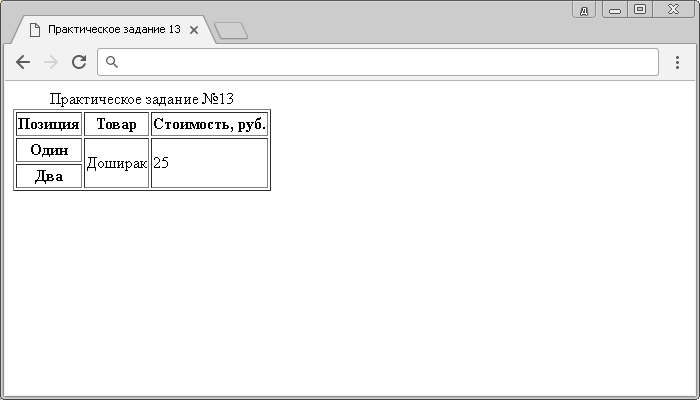 д
Практическое задание 13
Практическое задание №13
Позиция Товар Стоимость, руб.
Один
Доширак 25
Два